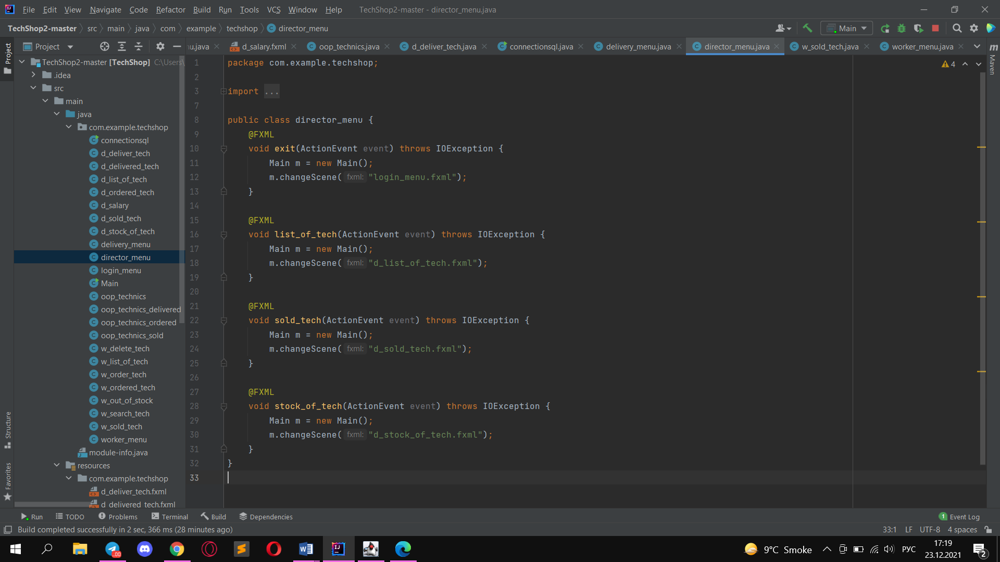 File Edit View Navigate Code Refactor Build Run Tools VCS Window Help TechShop2-master - director_menu.java
TechShop2-master src main java com example techshop director_menu Main
Project u.java d_salary.fxml oop_technics.java d_deliver_tech.java connectionsql.java delivery_menu.java director_menu.java w_sold_tech.java worker_menu.java
Project
Maven
Structure
Favorites
TechShop2-master [TechShop] C:\Users\
.idea
src
main
java
com.example.techshop
connectionsql
d_deliver_tech
d_delivered_tech
d_list_of_tech
d_ordered_tech
d_salary
d_sold_tech
d_stock_of_tech
delivery_menu
director_menu
login_menu
Main
oop_technics
oop_technics_delivered
oop_technics_ordered
oop_technics_sold
w_delete_tech
w_list_of_tech
w_order_tech
w_ordered_tech
w_out_of_stock
w_search_tech
w_sold_tech
worker_menu
module-info.java
resources
com.example.techshop
d_deliver_tech.fxml
d_delivered_tech.fxml
4
1 package com.example.techshop;
2
3 import ...
7
8 public class director_menu {
9 @FXML
10 void exit(ActionEvent event) throws IOException {
11 Main m = new Main();
12 m.changeScene( fxml: "login_menu.fxml");
13 }
14
15 @FXML
16 void list_of_tech(ActionEvent event) throws IOException {
17 Main m = new Main();
18 m.changeScene( fxml: "d_list_of_tech.fxml");
19 }
20
21 @FXML
22 void sold_tech(ActionEvent event) throws IOException {
23 Main m = new Main();
24 m.changeScene( fxml: "d_sold_tech.fxml");
25 }
26
27 @FXML
28 void stock_of_tech(ActionEvent event) throws IOException {
29 Main m = new Main();
30 m.changeScene( fxml: "d_stock_of_tech.fxml");
31 }
32 }
33
Run TODO Problems Terminal Build Dependencies 1 Event Log
Build completed successfully in 2 sec, 366 ms (28 minutes ago) 33:1 LF UTF-8 4 spaces
9°C Smoke РУС 17:19
23.12.2021 2